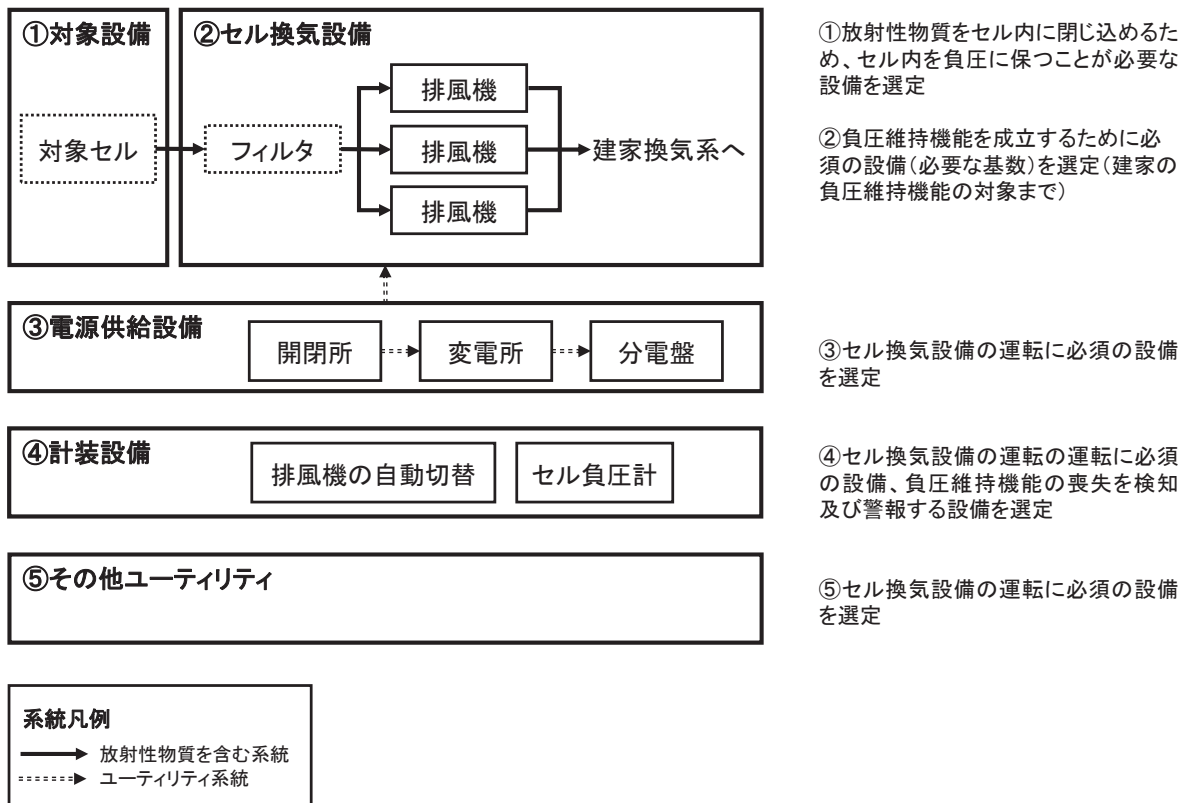 ①対象設備
②セル換気設備
対象セル
フィルタ
排風機
排風機
排風機
建家換気系へ
①放射性物質をセル内に閉じ込めるた
め、セル内を負圧に保つことが必要な
設備を選定
②負圧維持機能を成立するために必
須の設備(必要な基数)を選定(建家の
負圧維持機能の対象まで)
③電源供給設備
開閉所
変電所
分電盤
③セル換気設備の運転に必須の設備
を選定
④計装設備
排風機の自動切替
セル負圧計
④セル換気設備の運転の運転に必須
の設備、負圧維持機能の喪失を検知
及び警報する設備を選定
⑤その他ユーティリティ
⑤セル換気設備の運転に必須の設備
を選定
系統凡例
放射性物質を含む系統
ユーティリティ系統